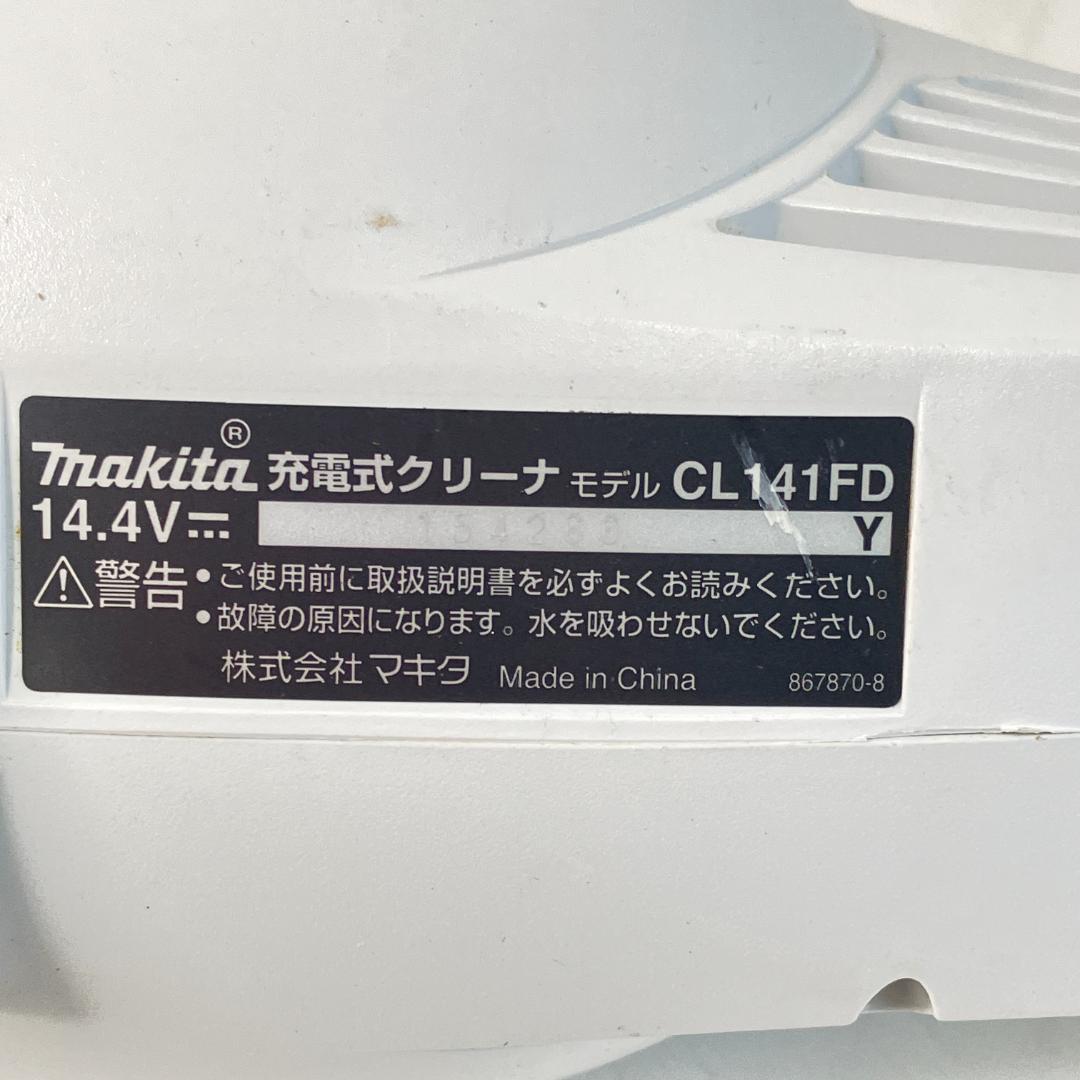 makita® 充電式クリーナ モデル CL141FD
14.4V⎓ Y
⚠警告 •ご使用前に取扱説明書を必ずよくお読みください。
•故障の原因になります。水を吸わせないでください。
株式会社マキタ Made in China 867870-8